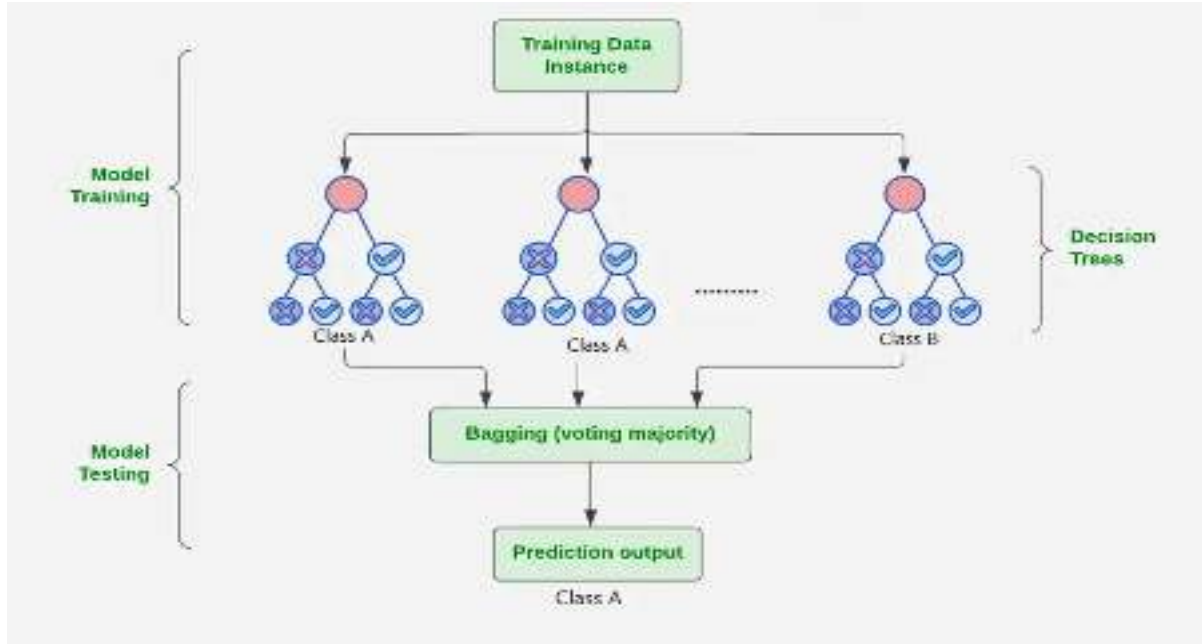 Training Data
Instance
Model
Training
Decision
Trees
Class A
Class A
Class B
Bagging (voting majority)
Model
Testing
Prediction output
Class A